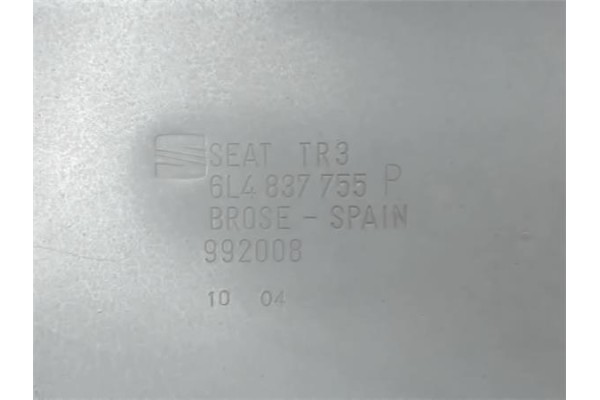 SEAT TR3
6L4 837 755 P
BROSE - SPAIN
992008
10 04